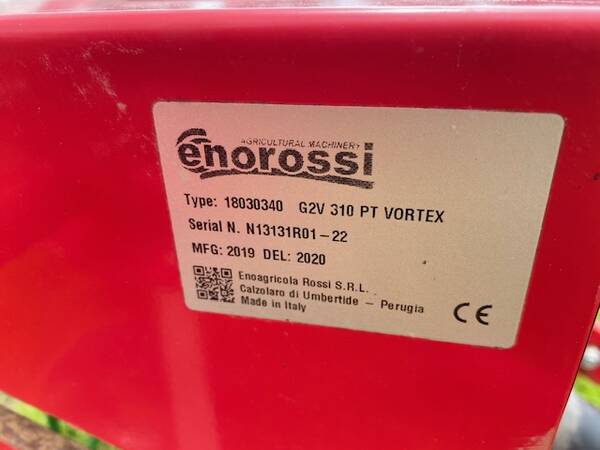 AGRICULTURAL MACHINERY
enorossi
Type: 18030340 G2V 310 PT VORTEX
Serial N. N13131R01-22
MFG: 2019 DEL: 2020
Enoagricola Rossi S.R.L.
Calzolaro di Umbertide - Perugia
Made in Italy
CE